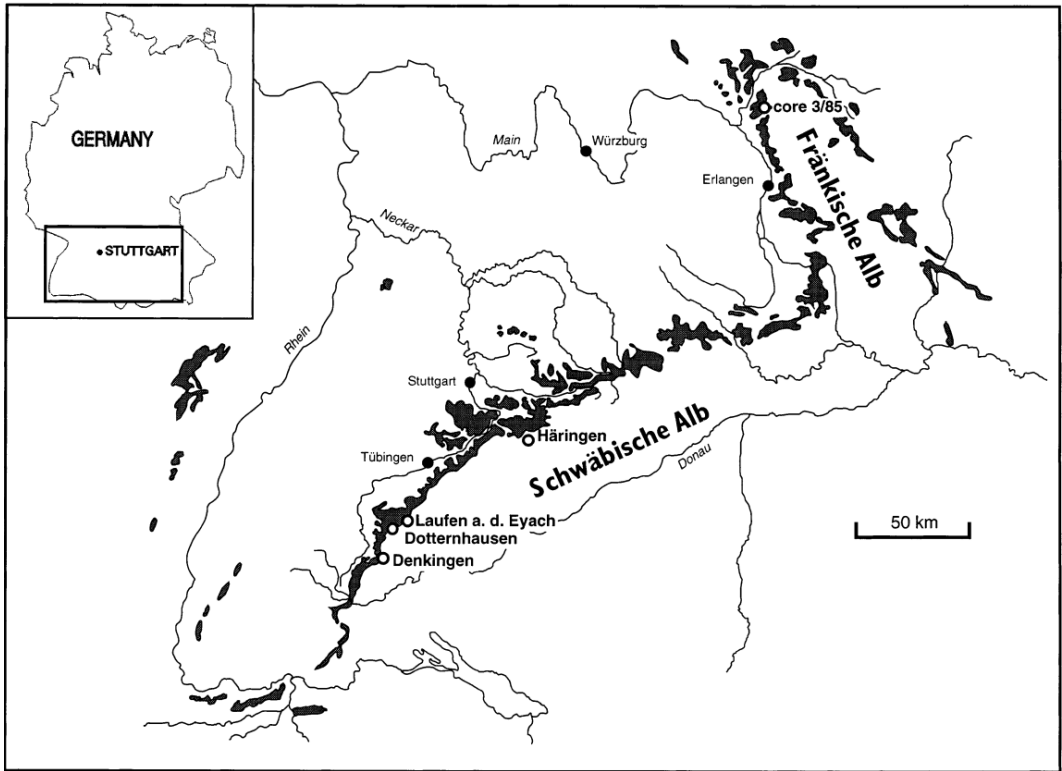 GERMANY
STUTTGART
core 3/85
Main
Würzburg
Fränkische Alb
Erlangen
Neckar
Rhein
Stuttgart
Häringen
Schwäbische Alb
Tübingen
Donau
Laufen a. d. Eyach
50 km
Dotternhausen
Denkingen